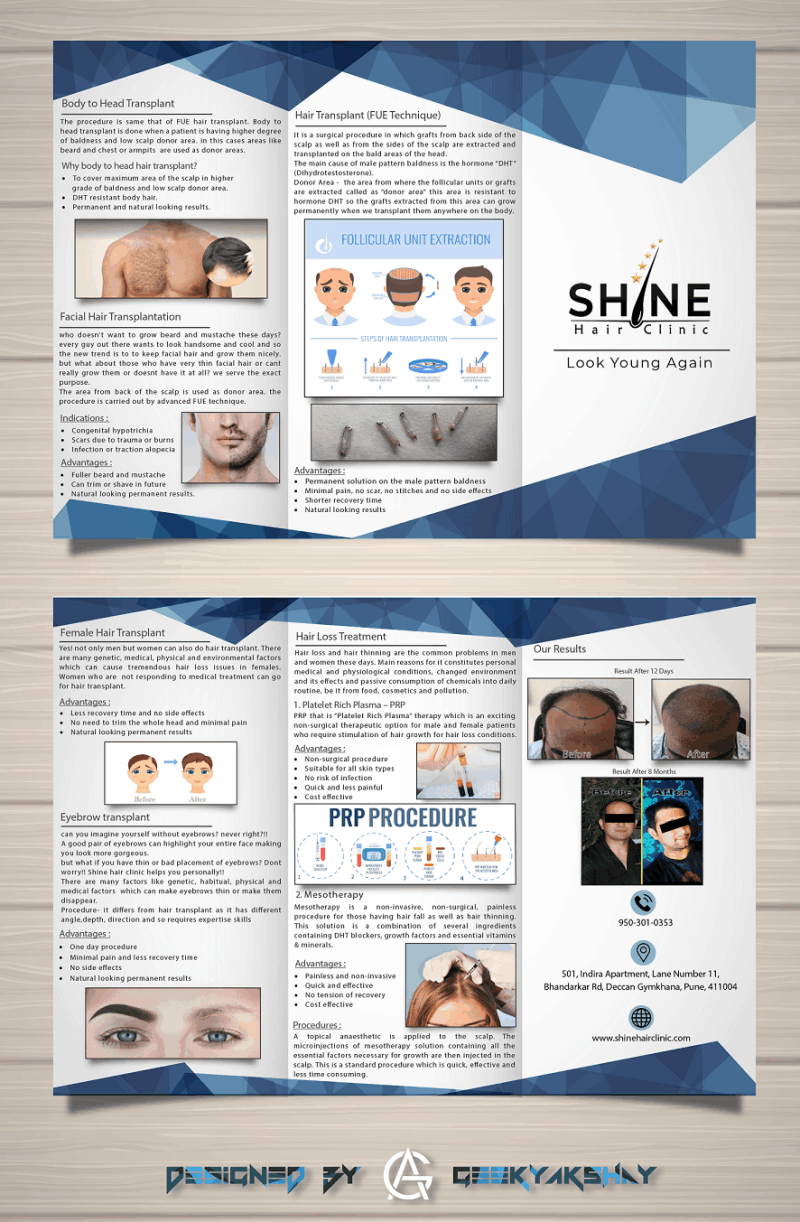 Body to Head Transplant
The procedure is same that of FUE hair transplant. Body to
head transplant is done when a patient is having higher degree
of baldness and low scalp donor area. in this cases areas like
beard and chest or armpits are used as donor areas.
Why body to head hair transplant?
• To cover maximum area of the scalp in higher
grade of baldness and low scalp donor area.
• DHT resistant body hair.
• Permanent and natural looking results.
Facial Hair Transplantation
who doesn't want to grow beard and mustache these days?
every guy out there wants to look handsome and cool and so
the new trend is to to keep facial hair and grow them nicely.
but what about those who have very thin facial hair or cant
really grow them or doesnt have it at all? we serve the exact
purpose.
The area from back of the scalp is used as donor area. the
procedure is carried out by advanced FUE technique.
Indications :
• Congenital hypotrichia
• Scars due to trauma or burns
• Infection or traction alopecia
Advantages :
• Fuller beard and mustache
• Can trim or shave in future
• Natural looking permanent results.
Hair Transplant (FUE Technique)
It is a surgical procedure in which grafts from back side of the
scalp as well as from the sides of the scalp are extracted and
transplanted on the bald areas of the head.
The main cause of male pattern baldness is the hormone "DHT"
(Dihydrotestosterone).
Donor Area - the area from where the follicular units or grafts
are extracted called as "donor area" this area is resistant to
hormone DHT so the grafts extracted from this area can grow
permanently when we transplant them anywhere on the body.
FOLLICULAR UNIT EXTRACTION
STEPS OF HAIR TRANSPLANTATION
1 2 3 4
Advantages :
• Permanent solution on the male pattern baldness
• Minimal pain, no scar, no stitches and no side effects
• Shorter recovery time
• Natural looking results
SHINE
Hair Clinic
Look Young Again
Female Hair Transplant
Yes! not only men but women can also do hair transplant. There
are many genetic, medical, physical and environmental factors
which can cause tremendous hair loss issues in females.
Women who are not responding to medical treatment can go
for hair transplant.
Advantages :
• Less recovery time and no side effects
• No need to trim the whole head and minimal pain
• Natural looking permanent results
Before After
Eyebrow transplant
can you imagine yourself without eyebrows? never right?!!
A good pair of eyebrows can highlight your entire face making
you look more gorgeous.
but what if you have thin or bad placement of eyebrows? Dont
worry!! Shine hair clinic helps you personally!!
There are many factors like genetic, habitual, physical and
medical factors which can make eyebrows thin or make them
disappear.
Procedure- it differs from hair transplant as it has different
angle,depth, direction and so requires expertise skills
Advantages :
• One day procedure
• Minimal pain and less recovery time
• No side effects
• Natural looking permanent results
Hair Loss Treatment
Hair loss and hair thinning are the common problems in men
and women these days. Main reasons for it constitutes personal
medical and physiological conditions, changed environment
and its effects and passive consumption of chemicals into daily
routine, be it from food, cosmetics and pollution.
1. Platelet Rich Plasma – PRP
PRP that is "Platelet Rich Plasma" therapy which is an exciting
non-surgical therapeutic option for male and female patients
who require stimulation of hair growth for hair loss conditions.
Advantages :
• Non-surgical procedure
• Suitable for all skin types
• No risk of infection
• Quick and less painful
• Cost effective
PRP PROCEDURE
1 2 3 4
2. Mesotherapy
Mesotherapy is a non-invasive, non-surgical, painless
procedure for those having hair fall as well as hair thinning.
This solution is a combination of several ingredients
containing DHT blockers, growth factors and essential vitamins
& minerals.
Advantages :
• Painless and non-invasive
• Quick and effective
• No tension of recovery
• Cost effective
Procedures :
A topical anaesthetic is applied to the scalp. The
microinjections of mesotherapy solution containing all the
essential factors necessary for growth are then injected in the
scalp. This is a standard procedure which is quick, effective and
less time consuming.
Our Results
Result After 12 Days
Before After
Result After 8 Months
Before After
950-301-0353
501, Indira Apartment, Lane Number 11,
Bhandarkar Rd, Deccan Gymkhana, Pune, 411004
www.shinehairclinic.com
DESIGNED BY AG GEEKYAKSHAY